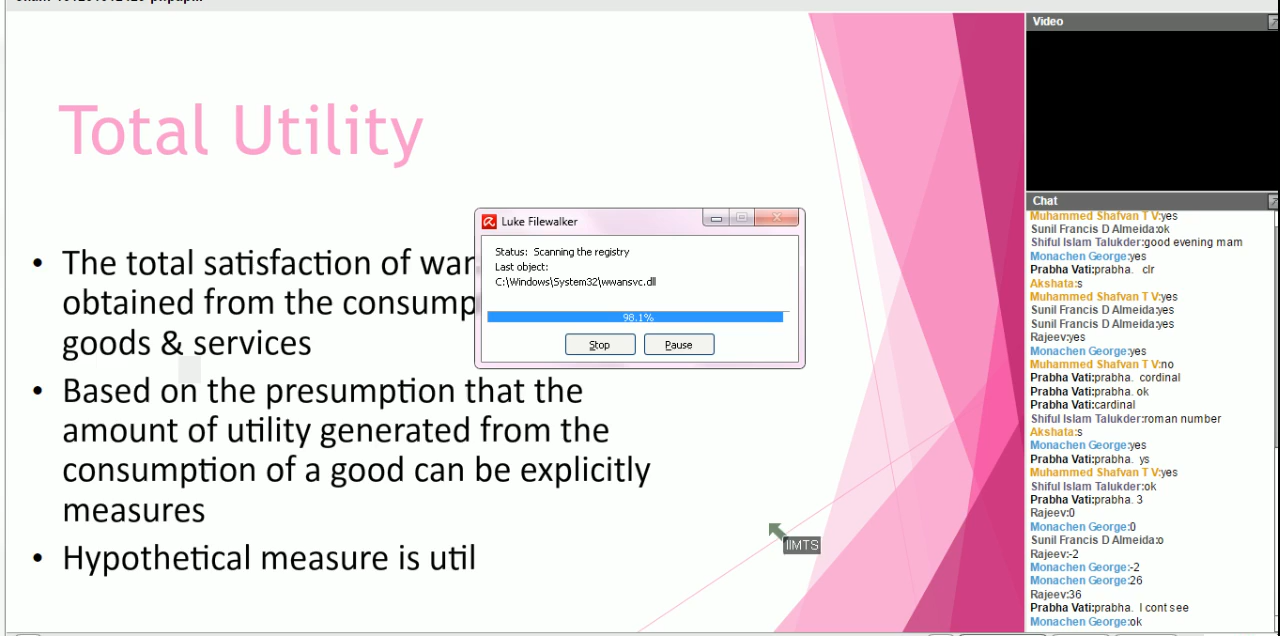 Total Utility
• The total satisfaction of wan
obtained from the consump
goods & services
• Based on the presumption that the
amount of utility generated from the
consumption of a good can be explicitly
measures
• Hypothetical measure is util
Luke Filewalker
Status: Scanning the registry
Last object:
C:\Windows\System32\wwansvc.dll
98.1%
Stop Pause
IIMTS
Video
Chat
Muhammed Shafvan T V:yes
Sunil Francis D Almeida:ok
Shiful Islam Talukder:good evening mam
Monachen George:yes
Prabha Vati:prabha. clr
Akshata:s
Muhammed Shafvan T V:yes
Sunil Francis D Almeida:yes
Sunil Francis D Almeida:yes
Rajeev:yes
Monachen George:yes
Muhammed Shafvan T V:no
Prabha Vati:prabha. cordinal
Prabha Vati:prabha. ok
Prabha Vati:cardinal
Shiful Islam Talukder:roman number
Akshata:s
Monachen George:yes
Prabha Vati:prabha. ys
Muhammed Shafvan T V:yes
Shiful Islam Talukder:ok
Prabha Vati:prabha. 3
Rajeev:0
Monachen George:0
Sunil Francis D Almeida:o
Rajeev:-2
Monachen George:-2
Monachen George:26
Rajeev:36
Prabha Vati:prabha. I cont see
Monachen George:ok